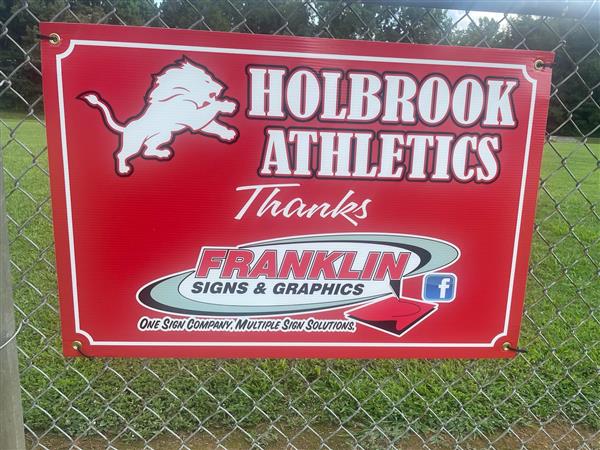 HOLBROOK
ATHLETICS
Thanks
FRANKLIN
SIGNS & GRAPHICS
f
ONE SIGN COMPANY. MULTIPLE SIGN SOLUTIONS.